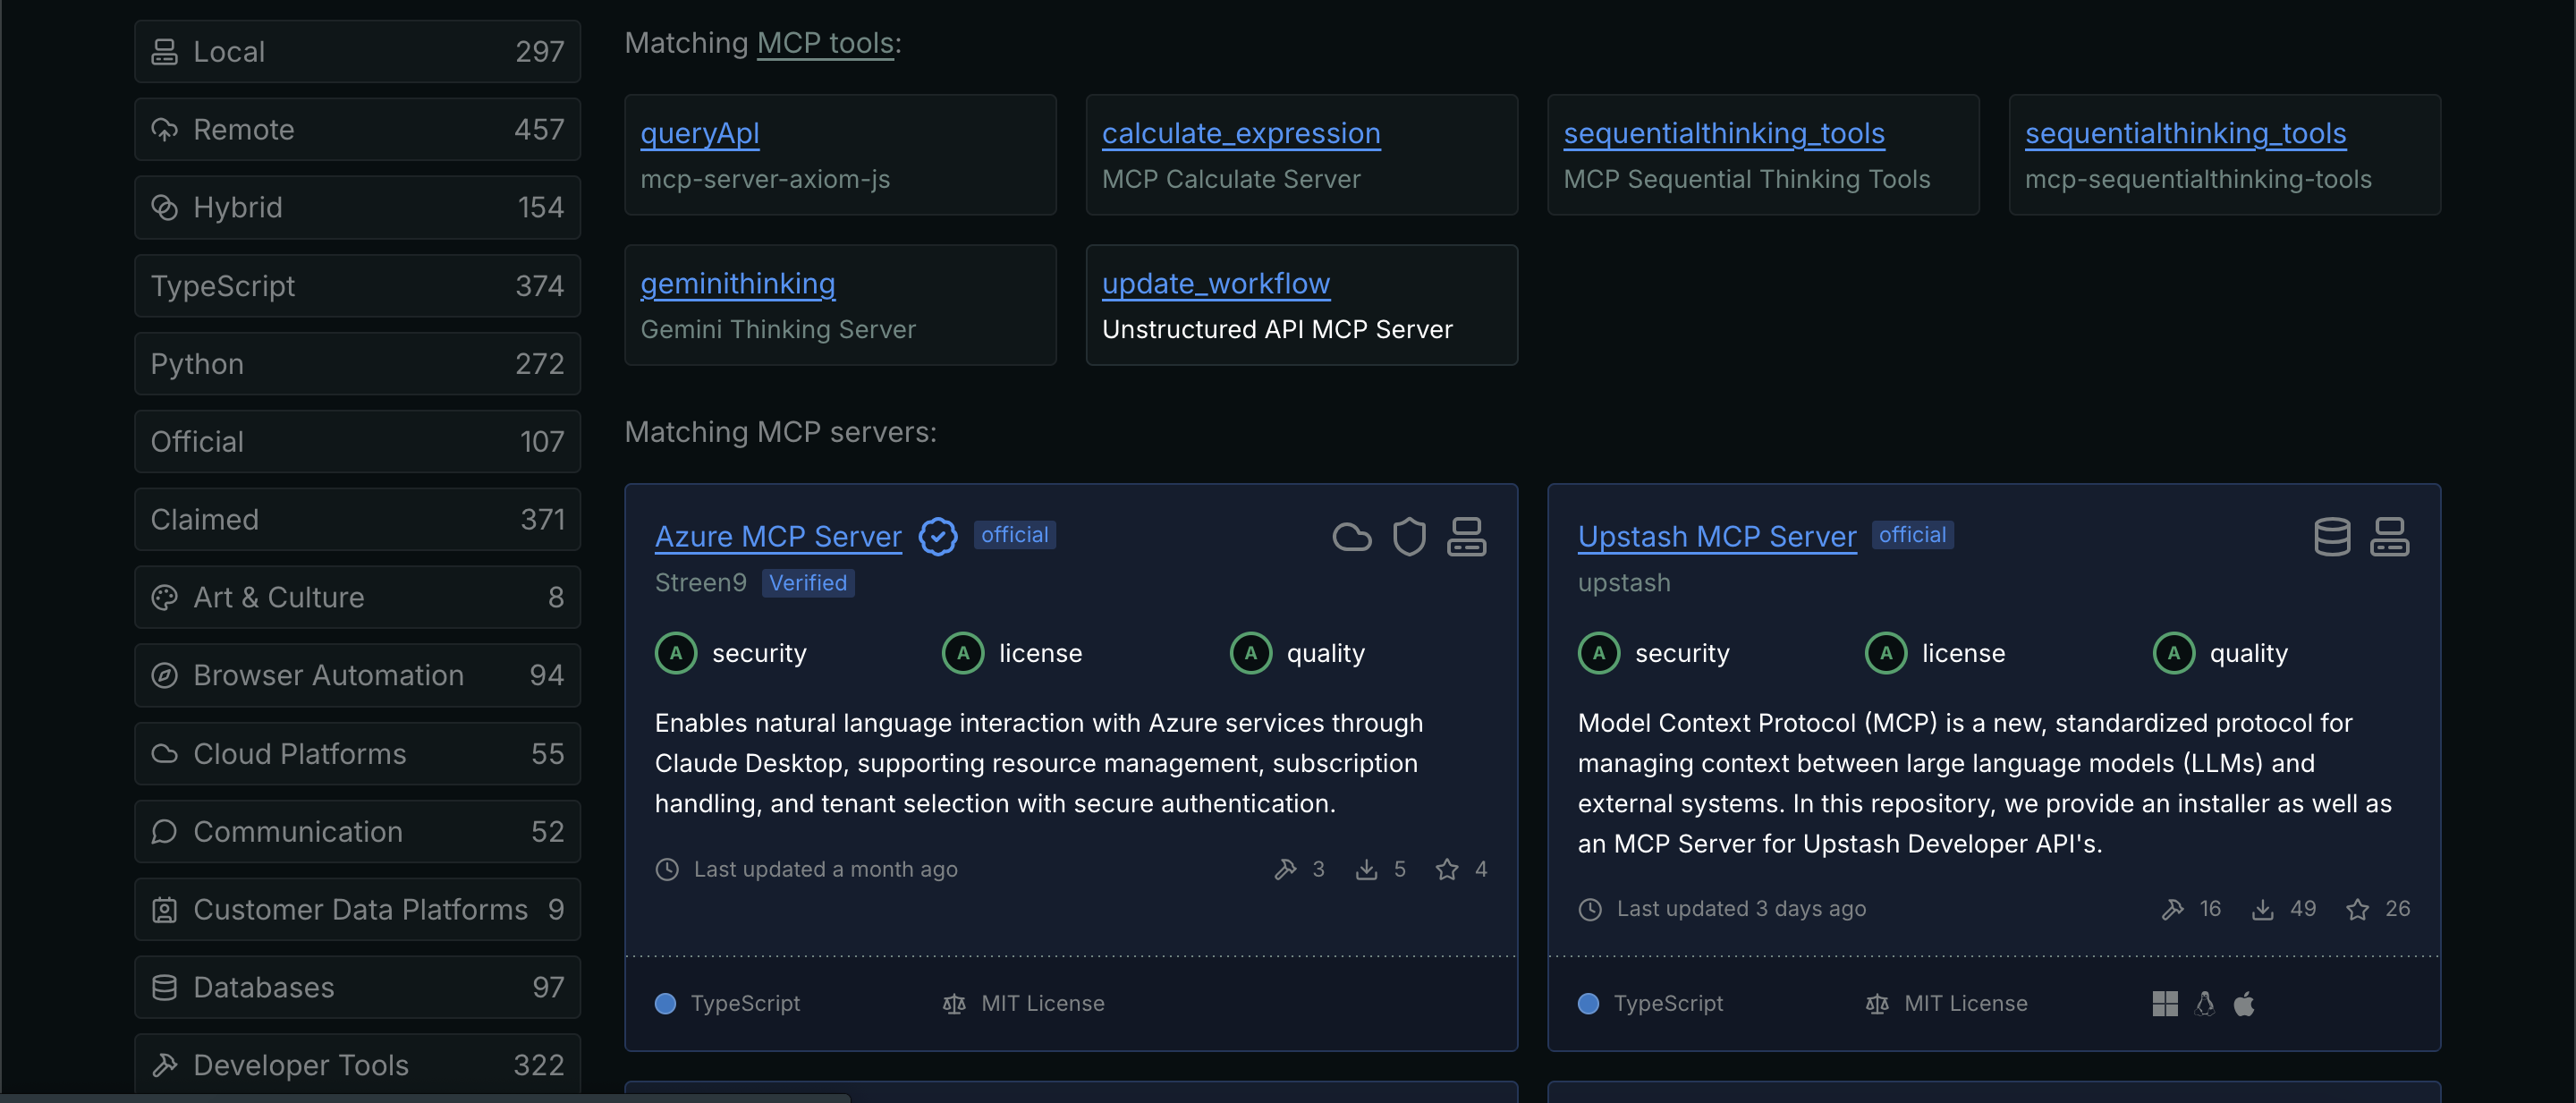 Local 297
Remote 457
Hybrid 154
TypeScript 374
Python 272
Official 107
Claimed 371
Art & Culture 8
Browser Automation 94
Cloud Platforms 55
Communication 52
Customer Data Platforms 9
Databases 97
Developer Tools 322
Matching MCP tools:
queryApl
mcp-server-axiom-js
calculate_expression
MCP Calculate Server
sequentialthinking_tools
MCP Sequential Thinking Tools
sequentialthinking_tools
mcp-sequentialthinking-tools
geminithinking
Gemini Thinking Server
update_workflow
Unstructured API MCP Server
Matching MCP servers:
Azure MCP Server official
Streen9 Verified
A security A license A quality
Enables natural language interaction with Azure services through
Claude Desktop, supporting resource management, subscription
handling, and tenant selection with secure authentication.
Last updated a month ago 3 5 4
TypeScript MIT License
Upstash MCP Server official
upstash
A security A license A quality
Model Context Protocol (MCP) is a new, standardized protocol for
managing context between large language models (LLMs) and
external systems. In this repository, we provide an installer as well as
an MCP Server for Upstash Developer API's.
Last updated 3 days ago 16 49 26
TypeScript MIT License